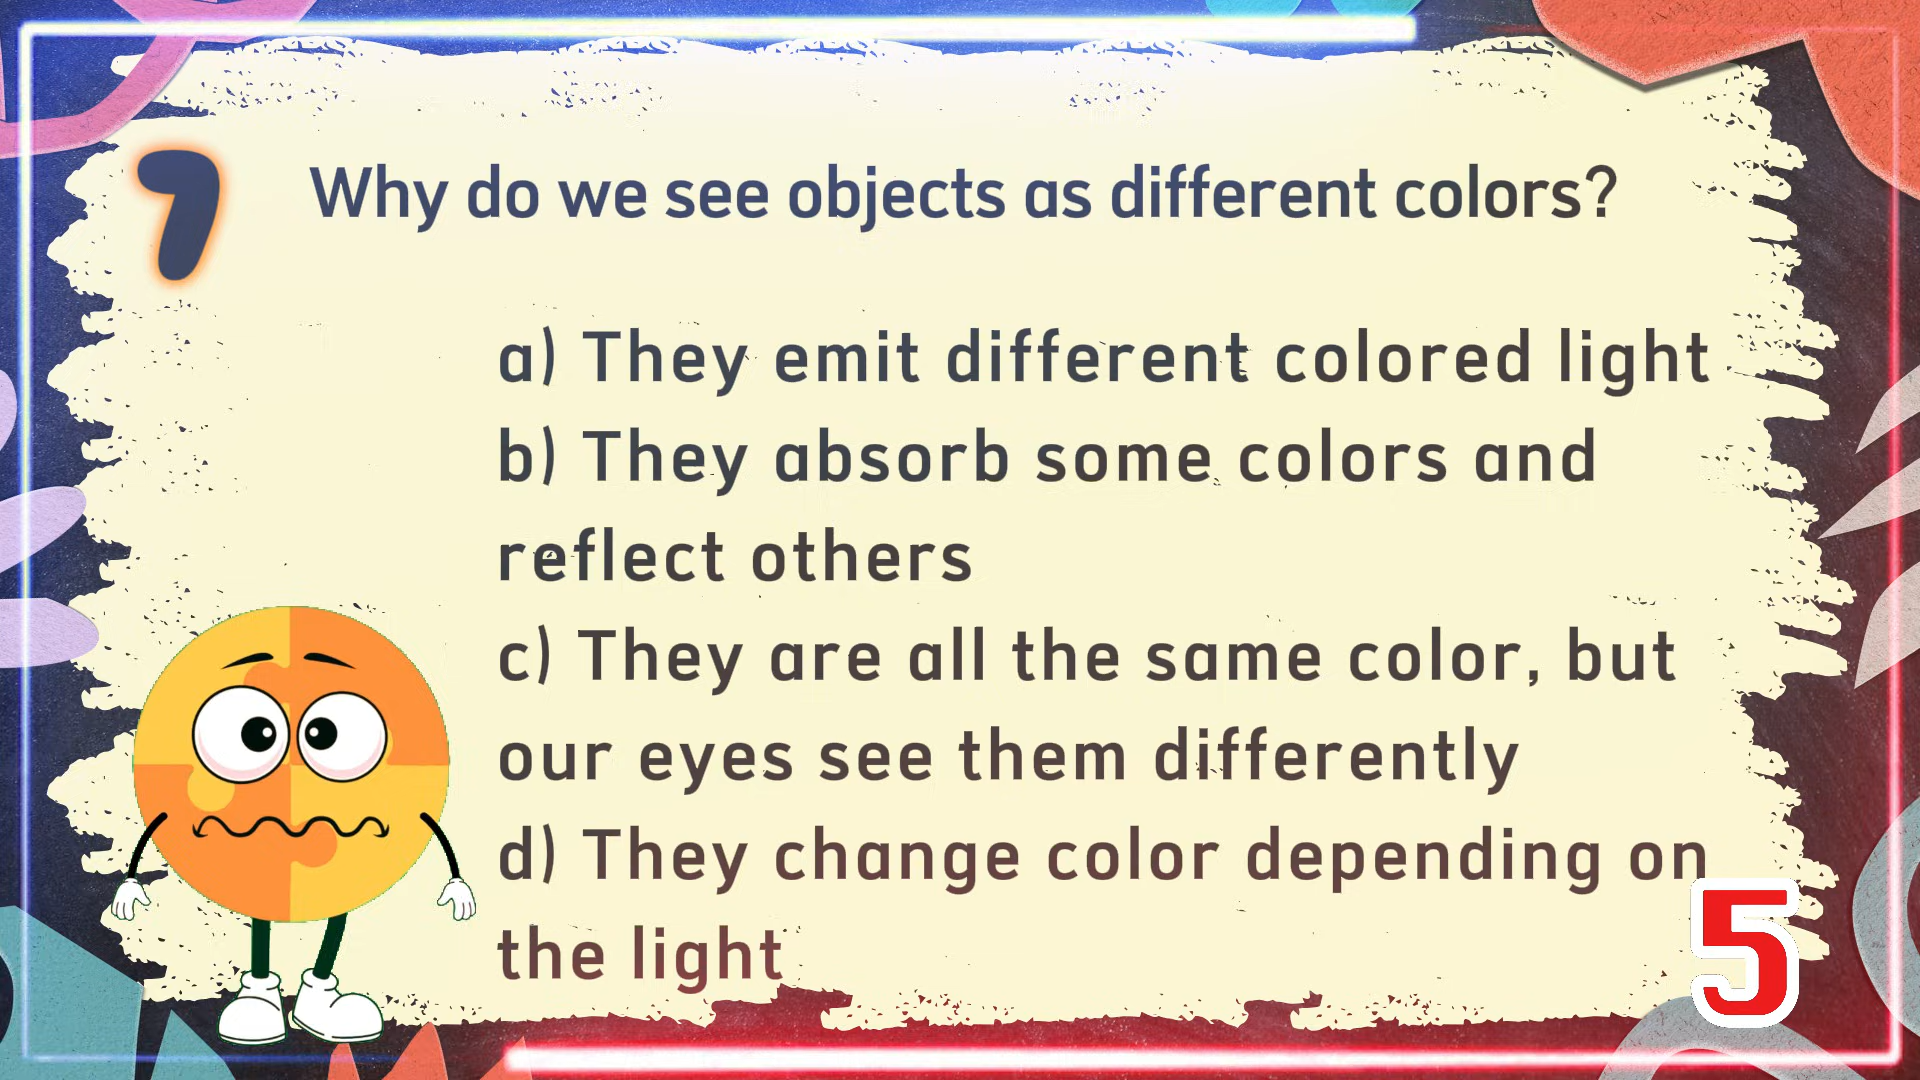 7
Why do we see objects as different colors?
a) They emit different colored light
b) They absorb some colors and
reflect others
c) They are all the same color, but
our eyes see them differently
d) They change color depending on
the light
5